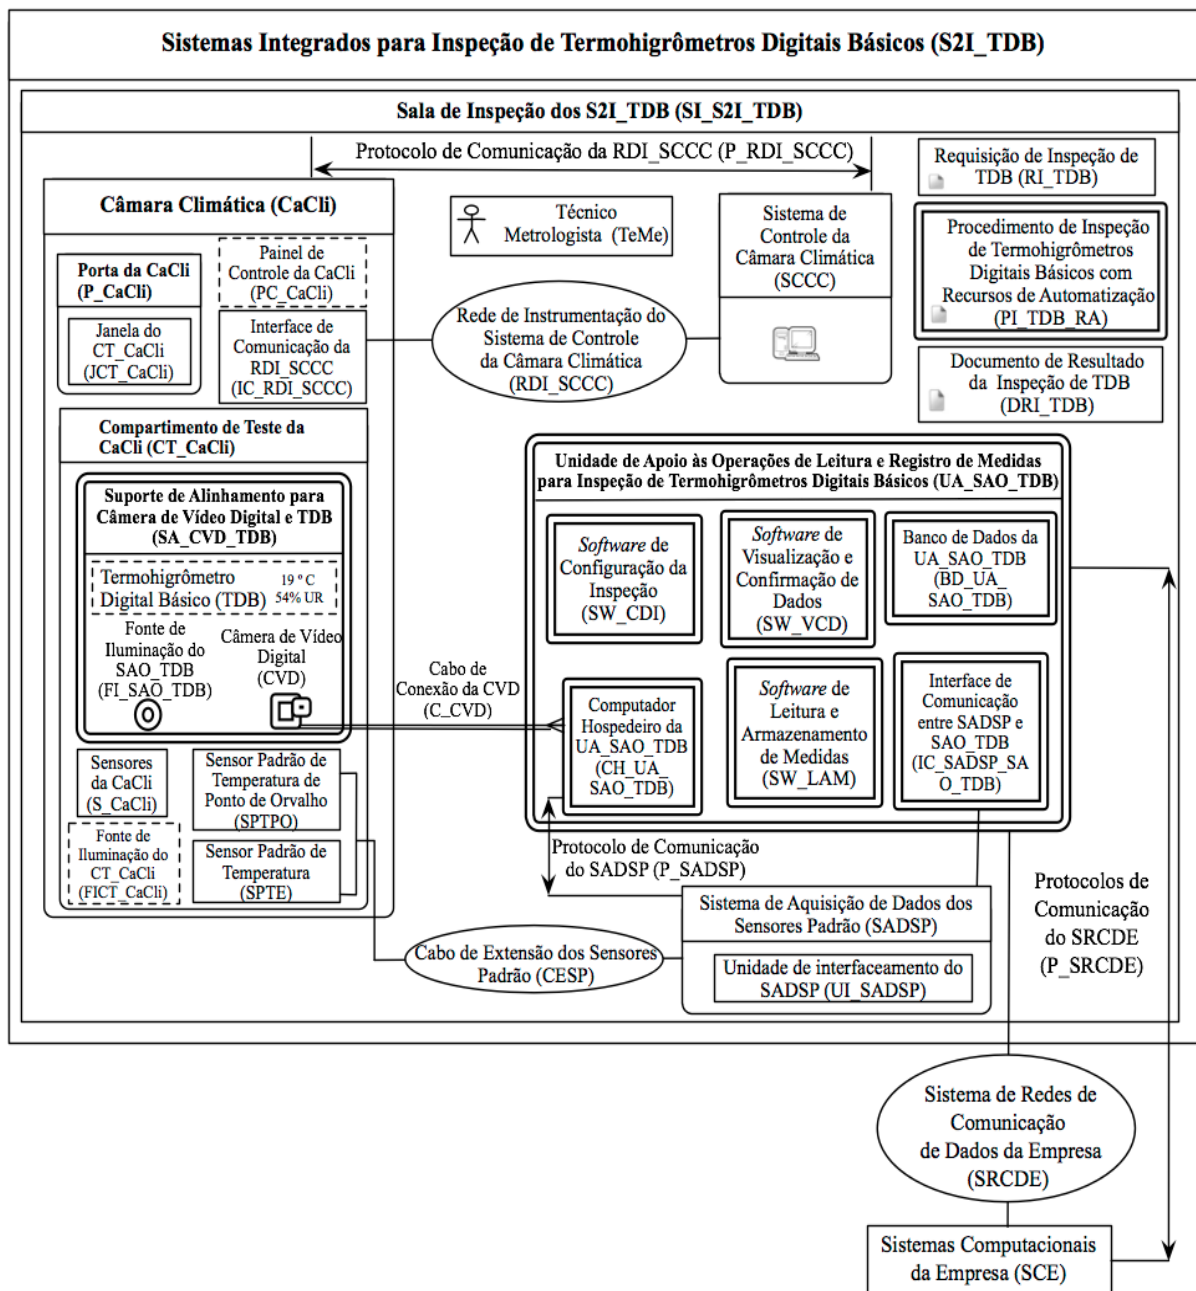 Sistemas Integrados para Inspeção de Termohigrômetros Digitais Básicos (S2I_TDB)
Sala de Inspeção dos S2I_TDB (SI_S2I_TDB)
Protocolo de Comunicação da RDI_SCCC (P_RDI_SCCC)
Requisição de Inspeção de
TDB (RI_TDB)
Câmara Climática (CaCli)
Técnico
Metrologista (TeMe)
Sistema de
Controle da
Câmara Climática
(SCCC)
Procedimento de Inspeção
de Termohigrômetros
Digitais Básicos com
Recursos de Automatização
(PI_TDB_RA)
Porta da CaCli
(P_CaCli)
Janela do
CT_CaCli
(JCT_CaCli)
Painel de
Controle da CaCli
(PC_CaCli)
Interface de
Comunicação da
RDI_SCCC
(IC_RDI_SCCC)
Rede de Instrumentação do
Sistema de Controle
da Câmara Climática
(RDI_SCCC)
Documento de Resultado
da Inspeção de TDB
(DRI_TDB)
Compartimento de Teste da
CaCli (CT_CaCli)
Suporte de Alinhamento para
Câmera de Vídeo Digital e TDB
(SA_CVD_TDB)
Termohigrômetro
Digital Básico (TDB)
19 º C
54% UR
Fonte de
Iluminação do
SAO_TDB
(FI_SAO_TDB)
Câmera de Vídeo
Digital
(CVD)
Cabo de
Conexão da CVD
(C_CVD)
Unidade de Apoio às Operações de Leitura e Registro de Medidas
para Inspeção de Termohigrômetros Digitais Básicos (UA_SAO_TDB)
Software de
Configuração da
Inspeção
(SW_CDI)
Software de
Visualização e
Confirmação de
Dados
(SW_VCD)
Banco de Dados da
UA_SAO_TDB
(BD_UA_
SAO_TDB)
Computador
Hospedeiro da
UA_SAO_TDB
(CH_UA_
SAO_TDB)
Software de
Leitura e
Armazenamento
de Medidas
(SW_LAM)
Interface de
Comunicação
entre SADSP e
SAO_TDB
(IC_SADSP_SA
O_TDB)
Sensores
da CaCli
(S_CaCli)
Sensor Padrão de
Temperatura de
Ponto de Orvalho
(SPTPO)
Fonte de
Iluminação do
CT_CaCli
(FICT_CaCli)
Sensor Padrão de
Temperatura
(SPTE)
Protocolo de Comunicação
do SADSP (P_SADSP)
Sistema de Aquisição de Dados dos
Sensores Padrão (SADSP)
Unidade de interfaceamento do
SADSP (UI_SADSP)
Cabo de Extensão dos Sensores
Padrão (CESP)
Protocolos de
Comunicação
do SRCDE
(P_SRCDE)
Sistema de Redes de
Comunicação
de Dados da Empresa
(SRCDE)
Sistemas Computacionais
da Empresa (SCE)